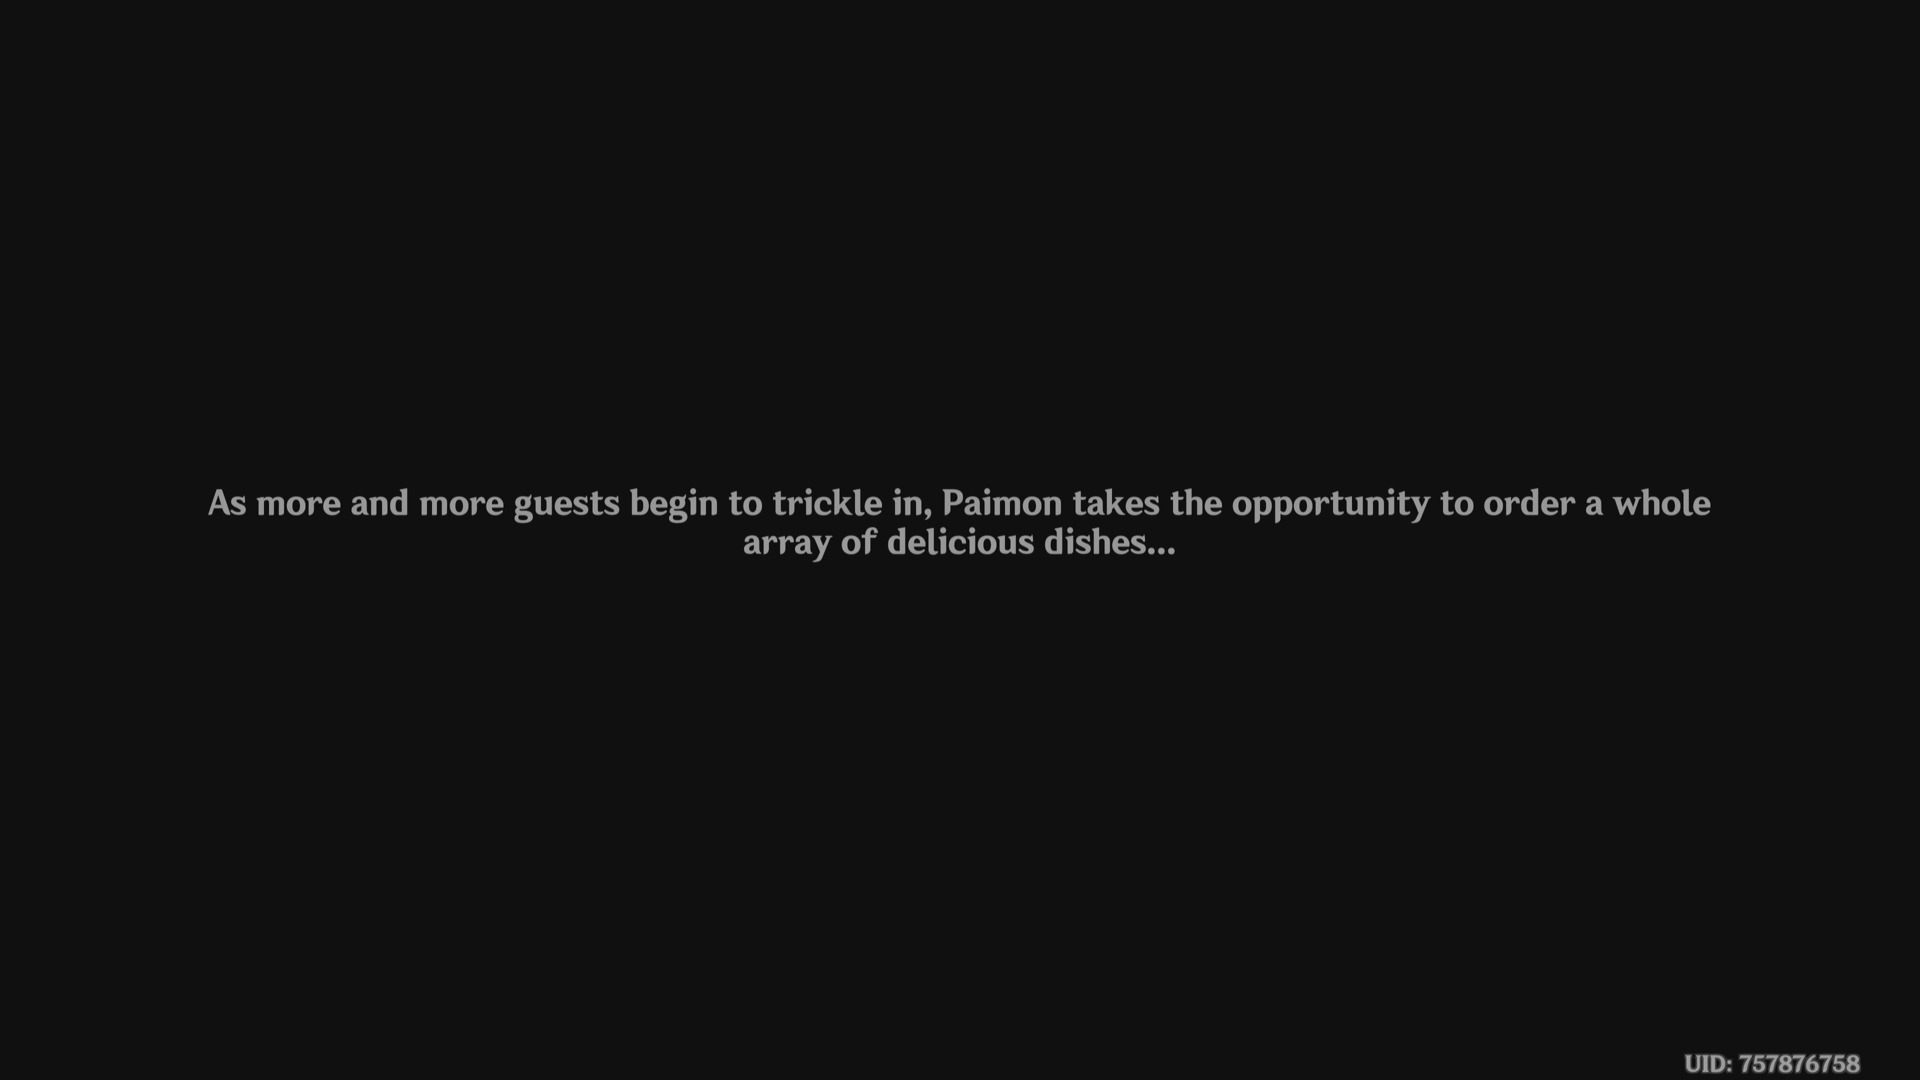 As more and more guests begin to trickle in, Paimon takes the opportunity to order a whole
array of delicious dishes...
UID: 757876758